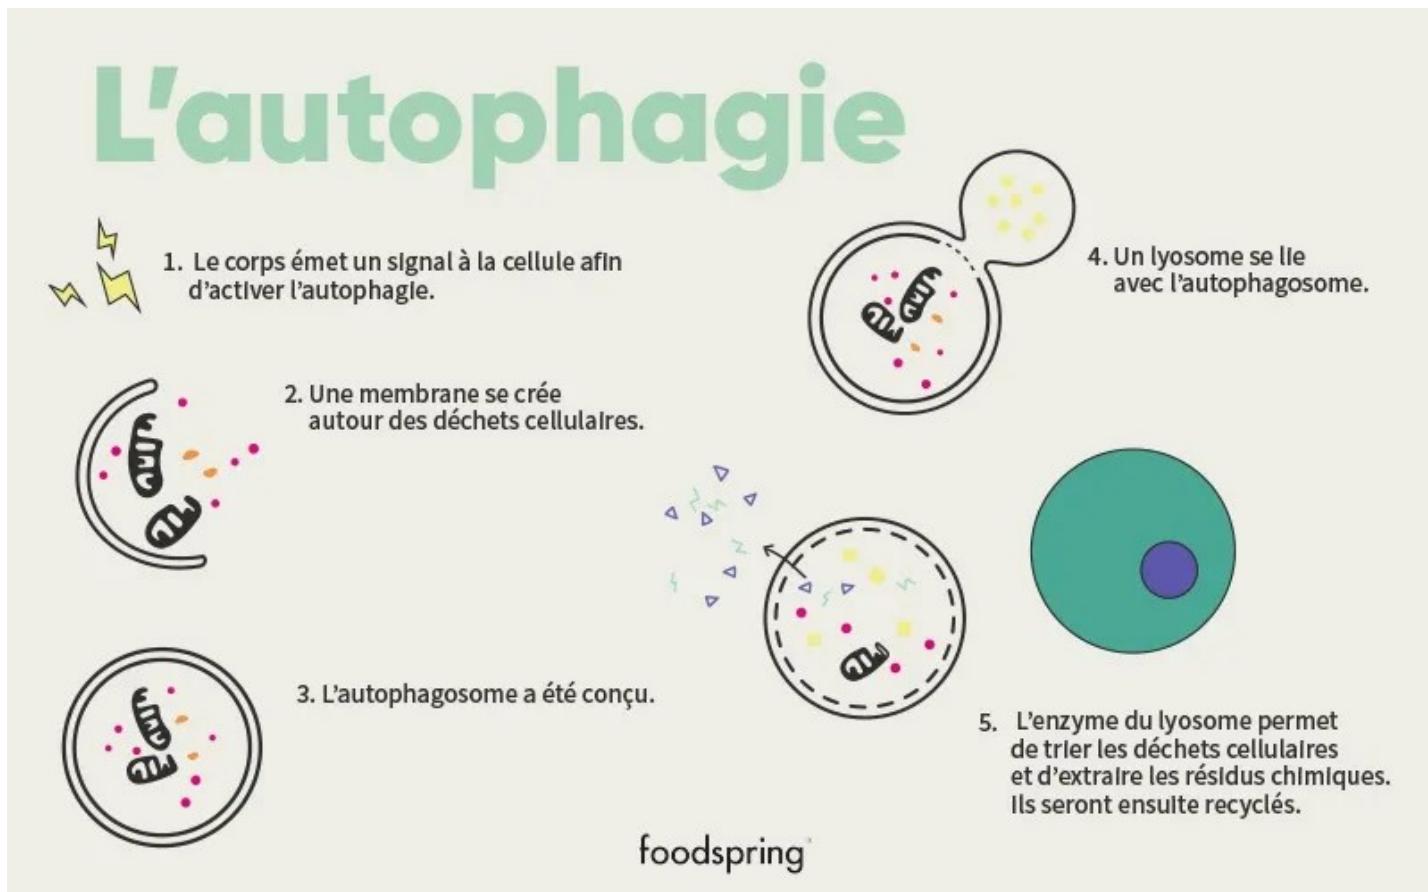 L'autophagie
1. Le corps émet un signal à la cellule afin
d'activer l'autophagie.
2. Une membrane se crée
autour des déchets cellulaires.
3. L'autophagosome a été conçu.
4. Un lyosome se lie
avec l'autophagosome.
5. L'enzyme du lyosome permet
de trier les déchets cellulaires
et d'extraire les résidus chimiques.
Ils seront ensuite recyclés.
foodspring